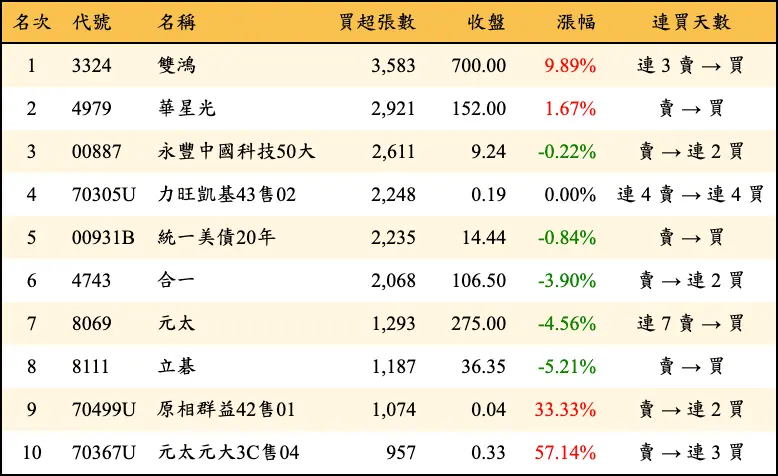 名次 代號 名稱 買超張數 收盤 漲幅 連買天數
1 3324 雙鴻 3,583 700.00 9.89% 連 3 賣 → 買
2 4979 華星光 2,921 152.00 1.67% 賣 → 買
3 00887 永豐中國科技50大 2,611 9.24 -0.22% 賣 → 連 2 買
4 70305U 力旺凱基43售02 2,248 0.19 0.00% 連 4 賣 → 連 4 買
5 00931B 統一美債20年 2,235 14.44 -0.84% 賣 → 買
6 4743 合一 2,068 106.50 -3.90% 賣 → 連 2 買
7 8069 元太 1,293 275.00 -4.56% 連 7 賣 → 買
8 8111 立碁 1,187 36.35 -5.21% 賣 → 買
9 70499U 原相群益42售01 1,074 0.04 33.33% 賣 → 連 2 買
10 70367U 元太元大3C售04 957 0.33 57.14% 賣 → 連 3 買